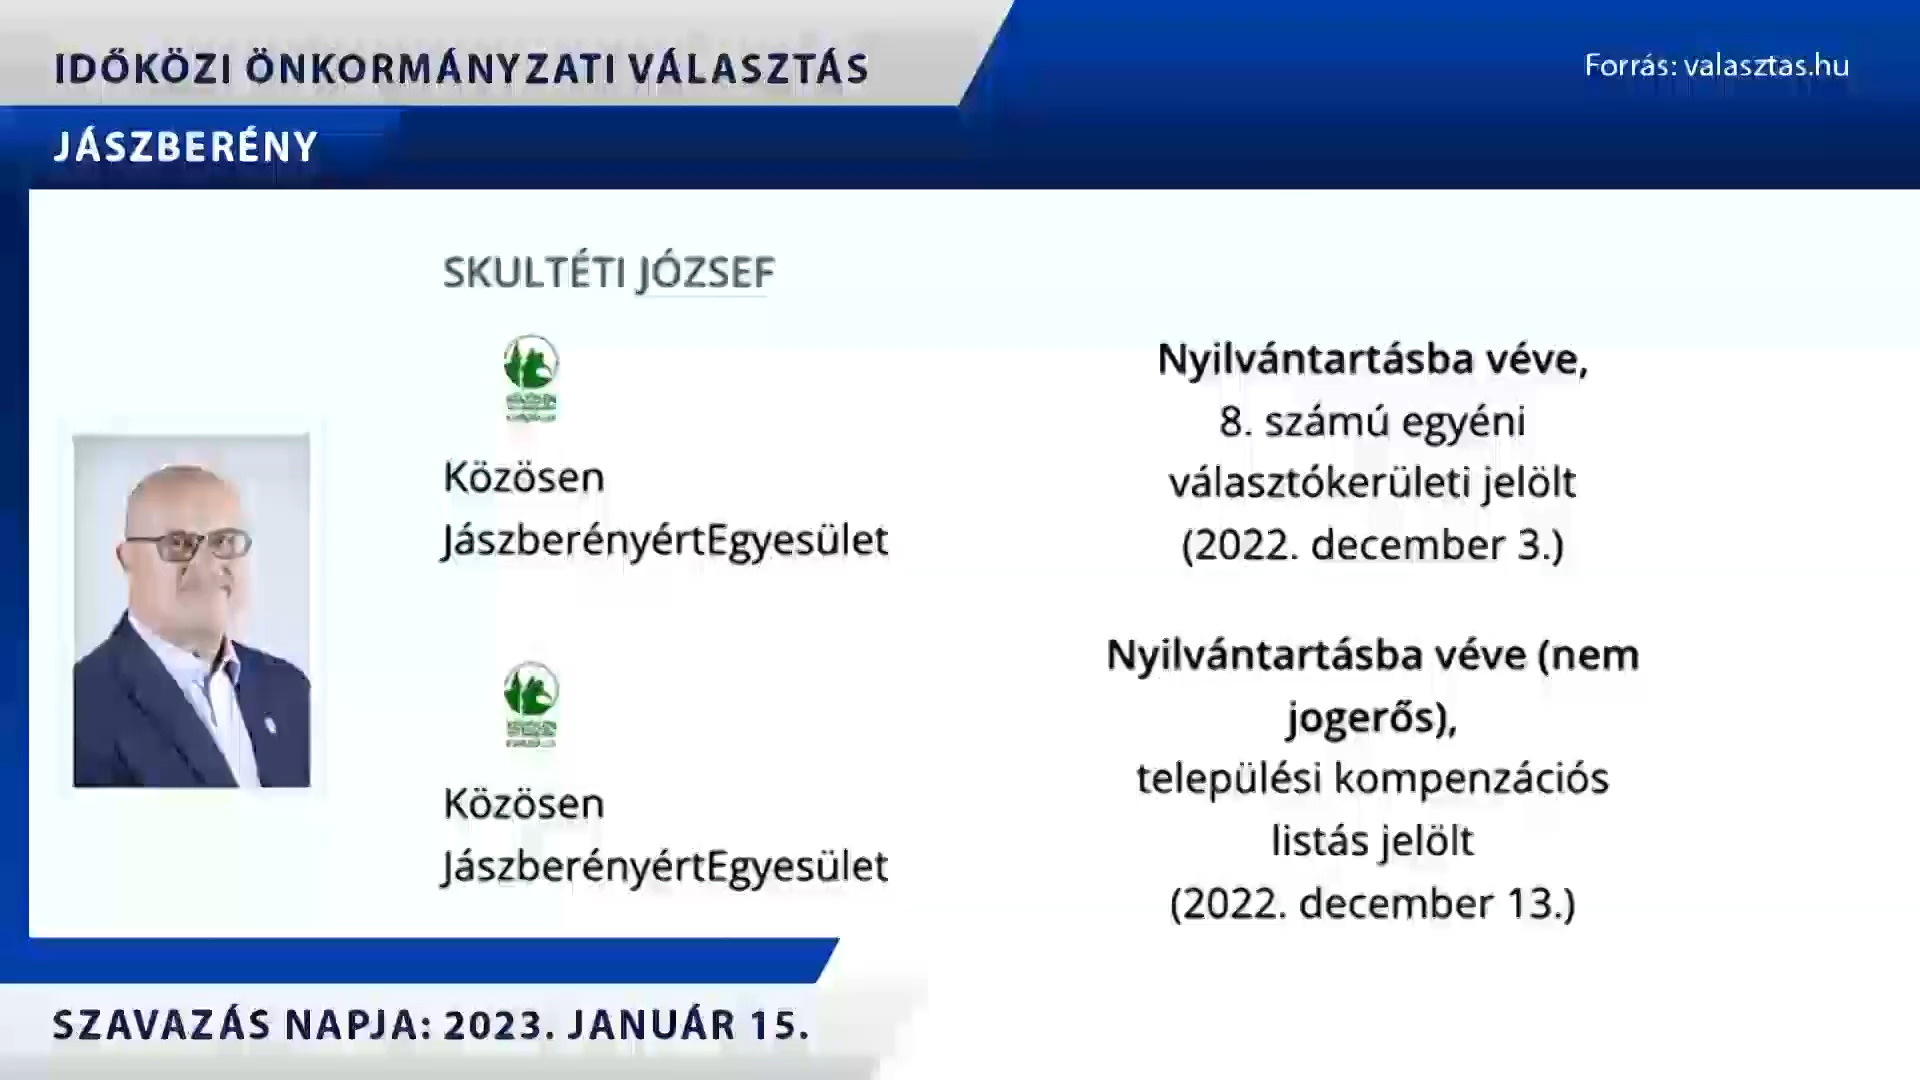 IDŐKÖZI ÖNKORMÁNYZATI VÁLASZTÁS
Forrás: valasztas.hu
JÁSZBERÉNY
SKULTÉTI JÓZSEF
Közösen
JászberényértEgyesület
Nyilvántartásba véve,
8. számú egyéni
választókerületi jelölt
(2022. december 3.)
Közösen
JászberényértEgyesület
Nyilvántartásba véve (nem
jogerős),
települési kompenzációs
listás jelölt
(2022. december 13.)
SZAVAZÁS NAPJA: 2023. JANUÁR 15.